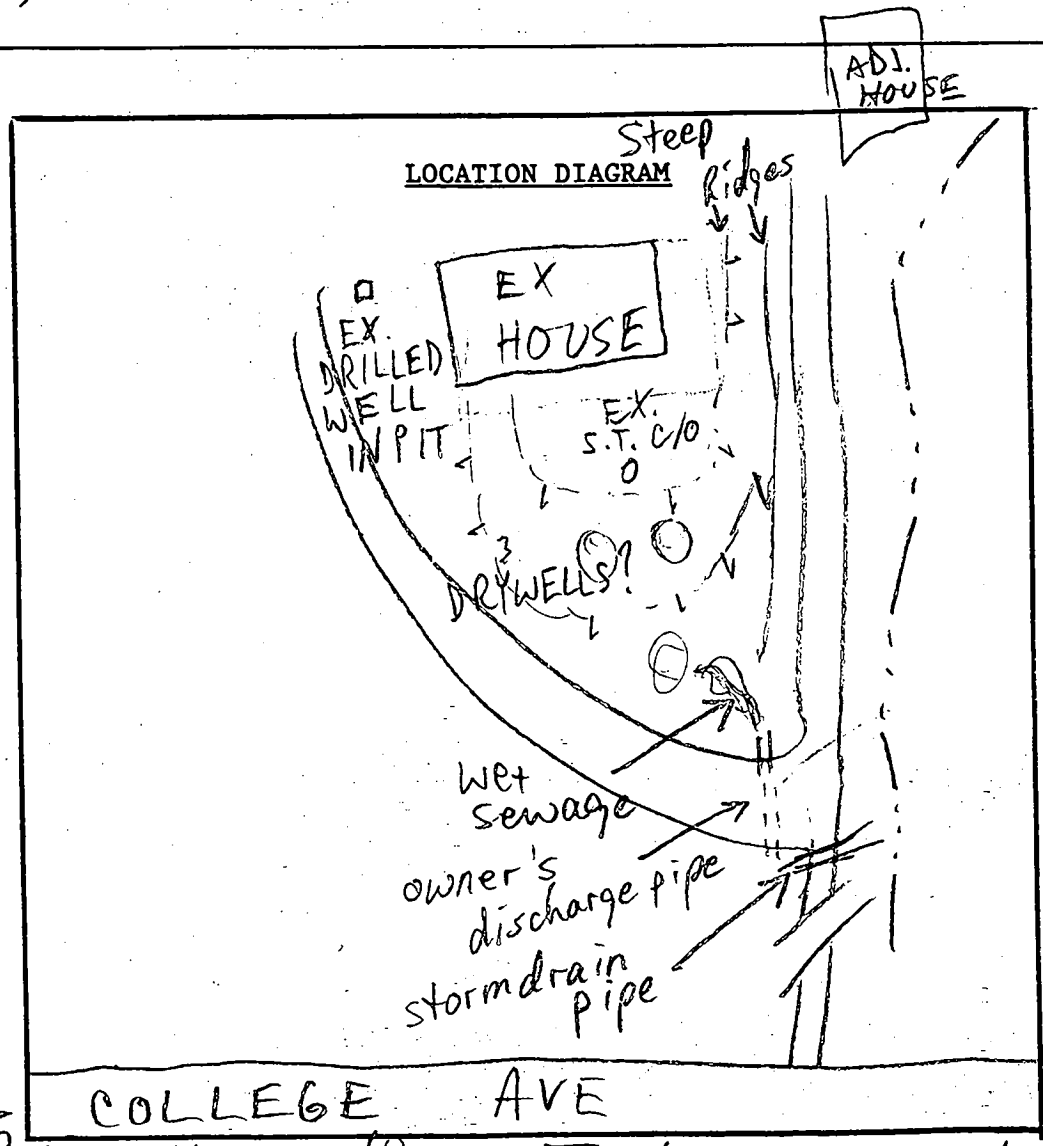 ADJ.
HOUSE
Steep
Ridges
LOCATION DIAGRAM
EX
HOUSE
EX.
DRILLED
WELL
IN PIT
EX.
S.T. C/O
3
DRYWELLS?
wet
sewage
owner's
discharge pipe
stormdrain
pipe
COLLEGE AVE